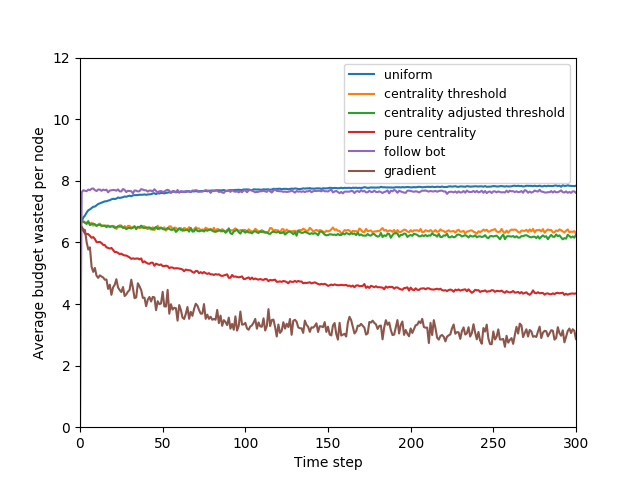 12
10
8
6
4
2
0
Average budget wasted per node
uniform
centrality threshold
centrality adjusted threshold
pure centrality
follow bot
gradient
0 50 100 150 200 250 300
Time step